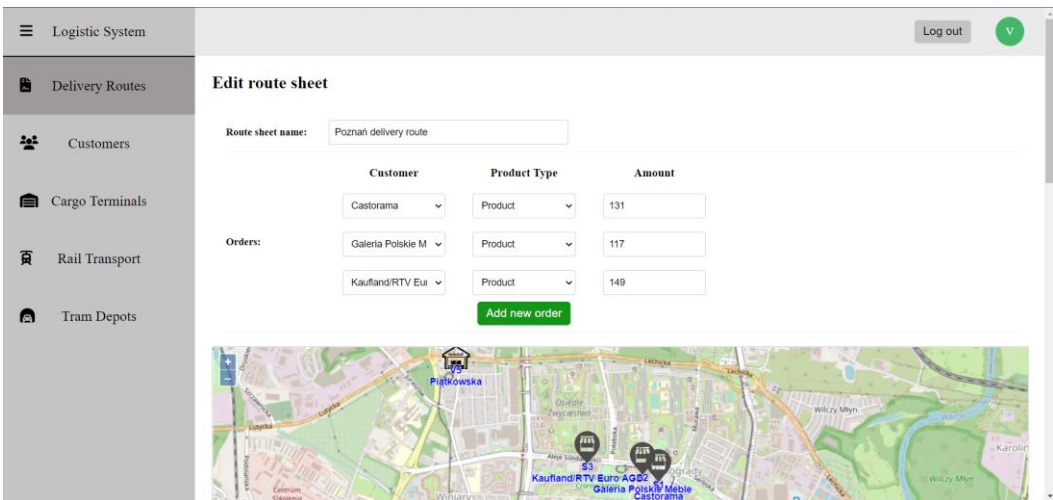 Logistic System
Log out
V
Delivery Routes
Customers
Cargo Terminals
Rail Transport
Tram Depots
Edit route sheet
Route sheet name:
Poznań delivery route
Customer Product Type Amount
Castorama Product 131
Orders:
Galeria Polskie M Product 117
Kaufland/RTV Eur Product 149
Add new order
+
-
V5
Piątkowska
Lechicka
Lechicka
Lutycka
Lutycka
Osiedle
Zwycięstwa
Wilczy Młyn
Warta
Karolin
S3
Kaufland/RTV Euro AGD
Galeria Polskie Meble
Castorama
Winiary
Wilczy Młyn
Centrum